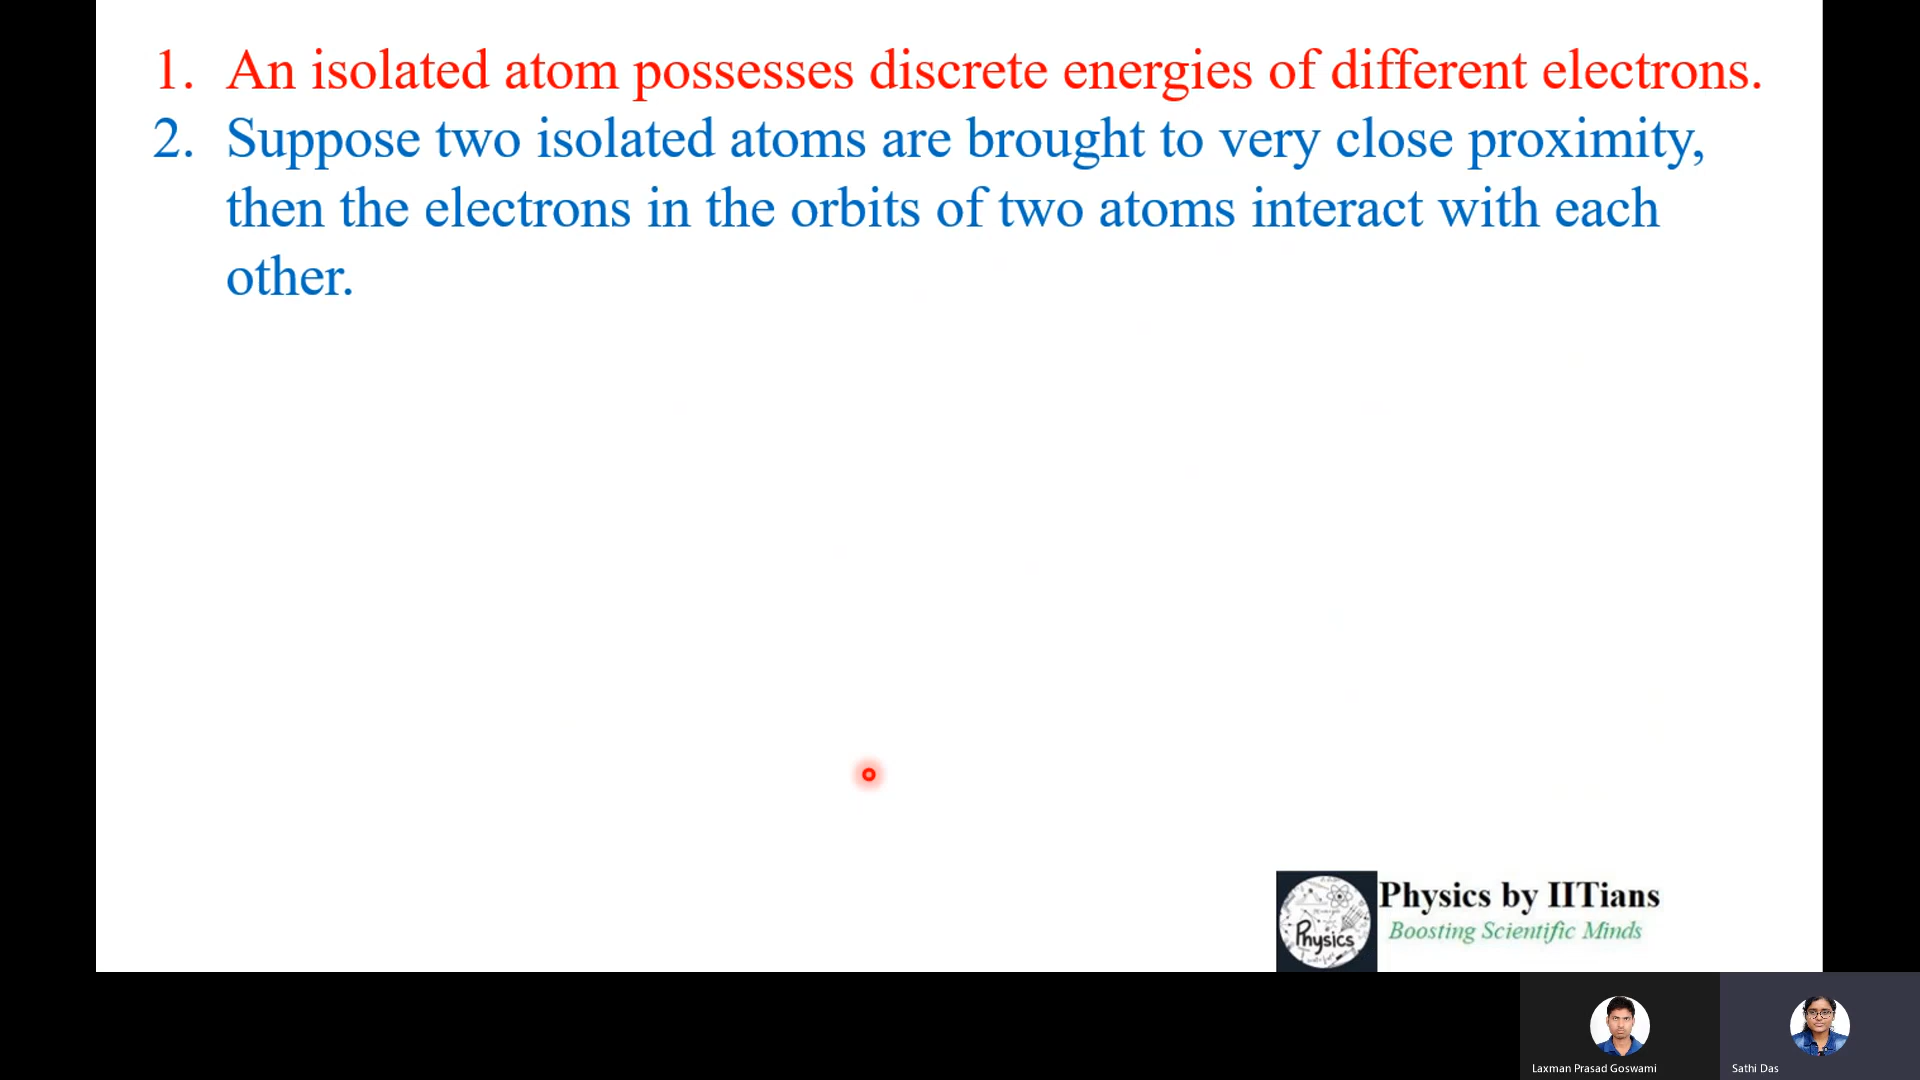 1. An isolated atom possesses discrete energies of different electrons.
2. Suppose two isolated atoms are brought to very close proximity,
then the electrons in the orbits of two atoms interact with each
other.
Physics by IITians
Physics
Boosting Scientific Minds
Laxman Prasad Goswami
Sathi Das